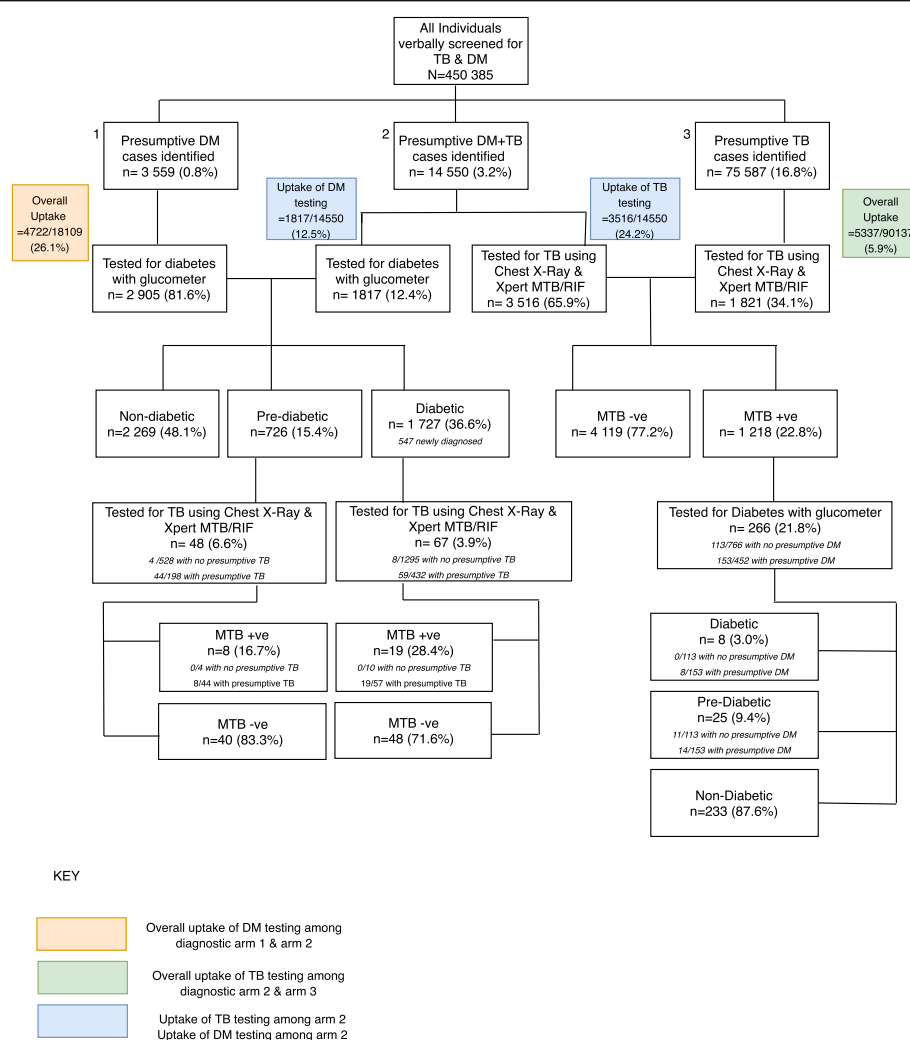 All Individuals
verbally screened for
TB & DM
N=450 385
1
Presumptive DM
cases identified
n= 3 559 (0.8%)
2
Presumptive DM+TB
cases identified
n= 14 550 (3.2%)
3
Presumptive TB
cases identified
n= 75 587 (16.8%)
Overall
Uptake
=4722/18109
(26.1%)
Uptake of DM
testing
=1817/14550
(12.5%)
Uptake of TB
testing
=3516/14550
(24.2%)
Overall
Uptake
=5337/90137
(5.9%)
Tested for diabetes
with glucometer
n= 2 905 (81.6%)
Tested for diabetes
with glucometer
n= 1817 (12.4%)
Tested for TB using
Chest X-Ray &
Xpert MTB/RIF
n= 3 516 (65.9%)
Tested for TB using
Chest X-Ray &
Xpert MTB/RIF
n= 1 821 (34.1%)
Non-diabetic
n=2 269 (48.1%)
Pre-diabetic
n=726 (15.4%)
Diabetic
n= 1 727 (36.6%)
547 newly diagnosed
MTB -ve
n= 4 119 (77.2%)
MTB +ve
n= 1 218 (22.8%)
Tested for TB using Chest X-Ray &
Xpert MTB/RIF
n= 48 (6.6%)
4 /528 with no presumptive TB
44/198 with presumptive TB
Tested for TB using Chest X-Ray &
Xpert MTB/RIF
n= 67 (3.9%)
8/1295 with no presumptive TB
59/432 with presumptive TB
Tested for Diabetes with glucometer
n= 266 (21.8%)
113/766 with no presumptive DM
153/452 with presumptive DM
MTB +ve
n=8 (16.7%)
0/4 with no presumptive TB
8/44 with presumptive TB
MTB +ve
n=19 (28.4%)
0/10 with no presumptive TB
19/57 with presumptive TB
Diabetic
n= 8 (3.0%)
0/113 with no presumptive DM
8/153 with presumptive DM
MTB -ve
n=40 (83.3%)
MTB -ve
n=48 (71.6%)
Pre-Diabetic
n=25 (9.4%)
11/113 with no presumptive DM
14/153 with presumptive DM
Non-Diabetic
n=233 (87.6%)
KEY
Overall uptake of DM testing among
diagnostic arm 1 & arm 2
Overall uptake of TB testing among
diagnostic arm 2 & arm 3
Uptake of TB testing among arm 2
Uptake of DM testing among arm 2